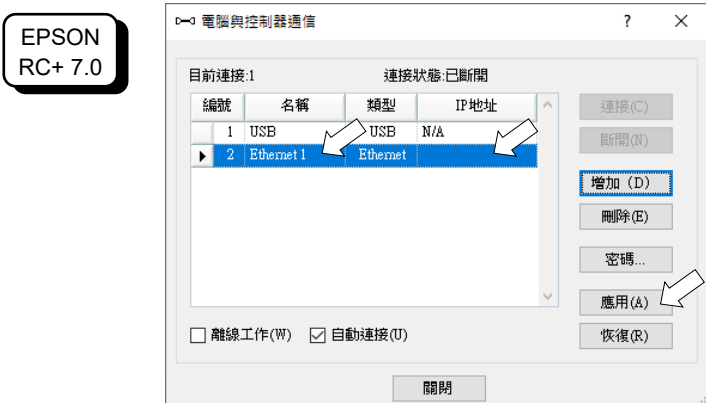 EPSON
RC+ 7.0
電腦與控制器通信 ? ×
目前連接:1 連接狀態:已斷開
編號 名稱 類型 IP地址
1 USB USB N/A
2 Ethernet 1 Ethernet
連接(C)
斷開(N)
增加 (D)
刪除(E)
密碼...
應用(A)
恢復(R)
離線工作(W) 自動連接(U)
關閉